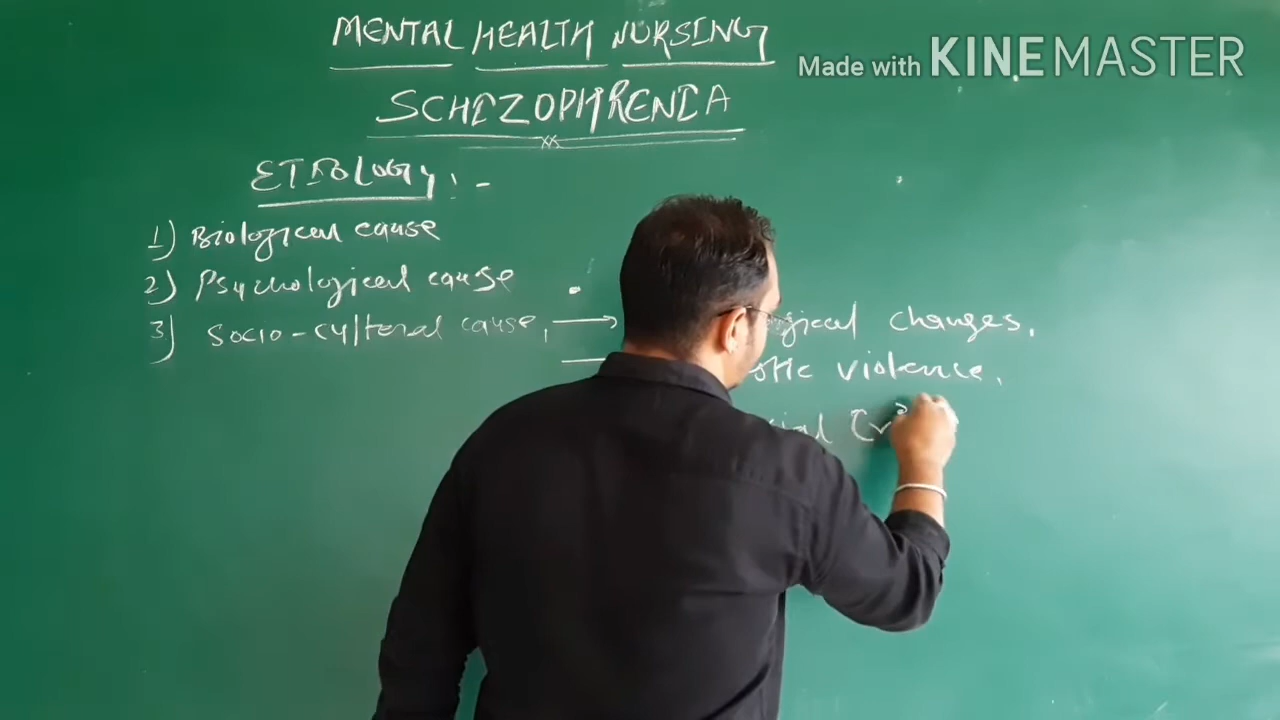 MENTAL HEALTH NURSING
Made with KINEMASTER
SCHIZOPHRENIA
ETIOLOGY:-
1) Biological cause
2) Psychological cause
3) Socio-cultural cause, → changes.
violence.